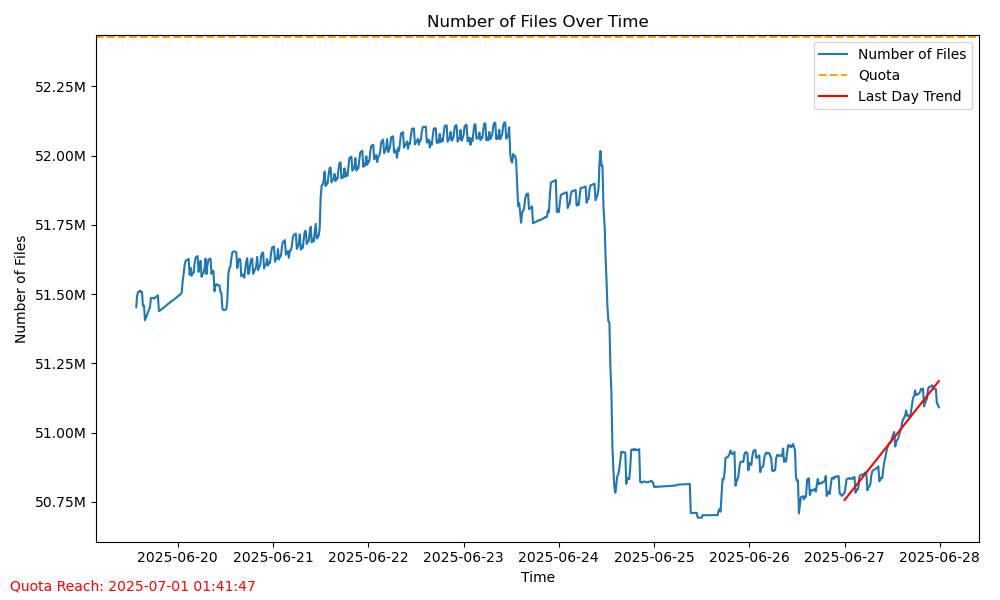 Number of Files Over Time
Number of Files
Quota
Last Day Trend
52.25M
52.00M
51.75M
51.50M
51.25M
51.00M
50.75M
Number of Files
2025-06-20 2025-06-21 2025-06-22 2025-06-23 2025-06-24 2025-06-25 2025-06-26 2025-06-27 2025-06-28
Time
Quota Reach: 2025-07-01 01:41:47